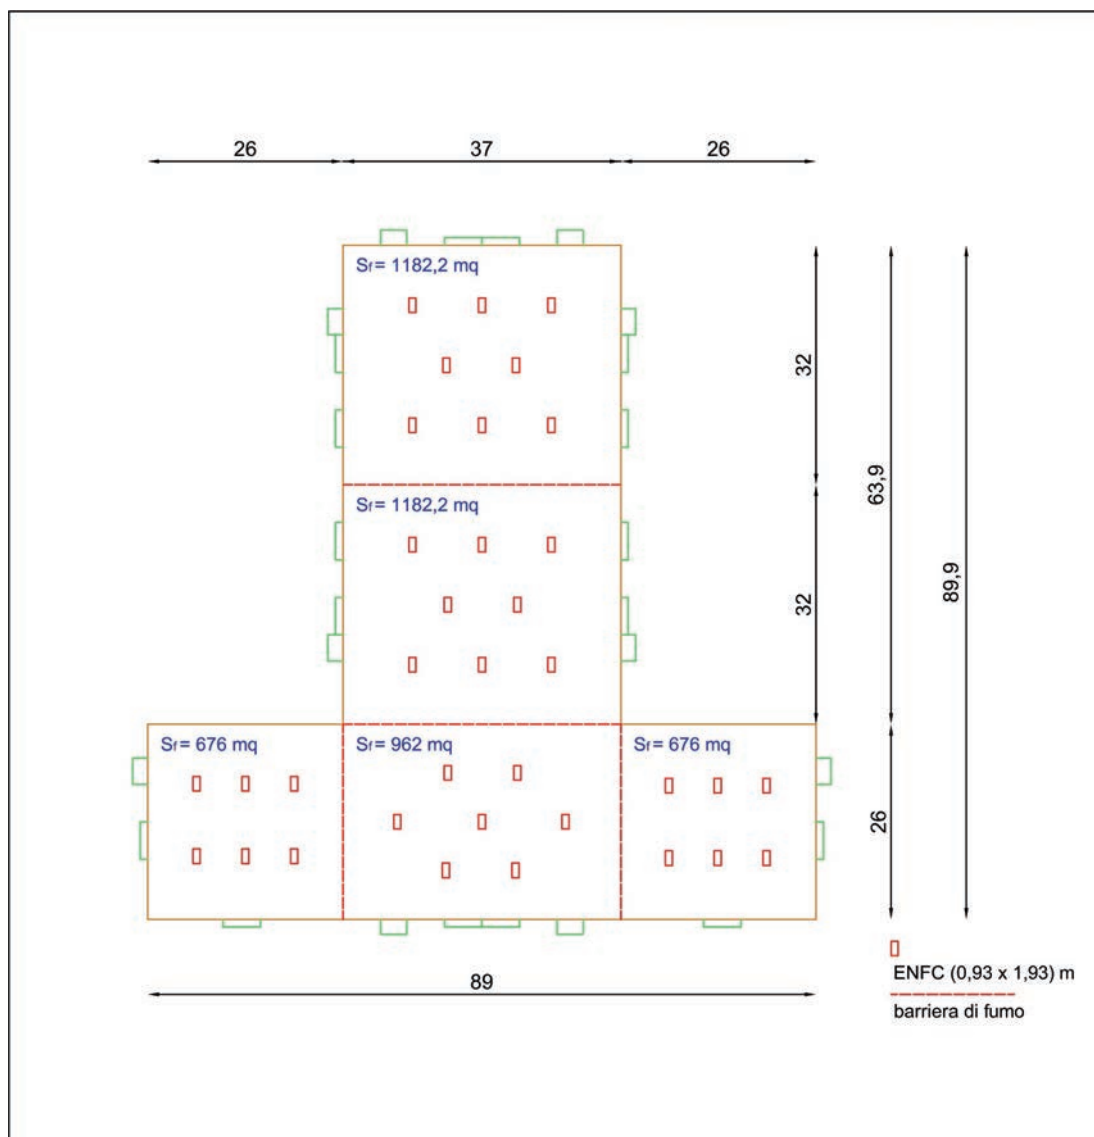 26 37 26
Sf= 1182,2 mq
32
63,9
89,9
Sf= 1182,2 mq
32
Sf= 676 mq Sf= 962 mq Sf= 676 mq
26
ENFC (0,93 x 1,93) m
89
barriera di fumo